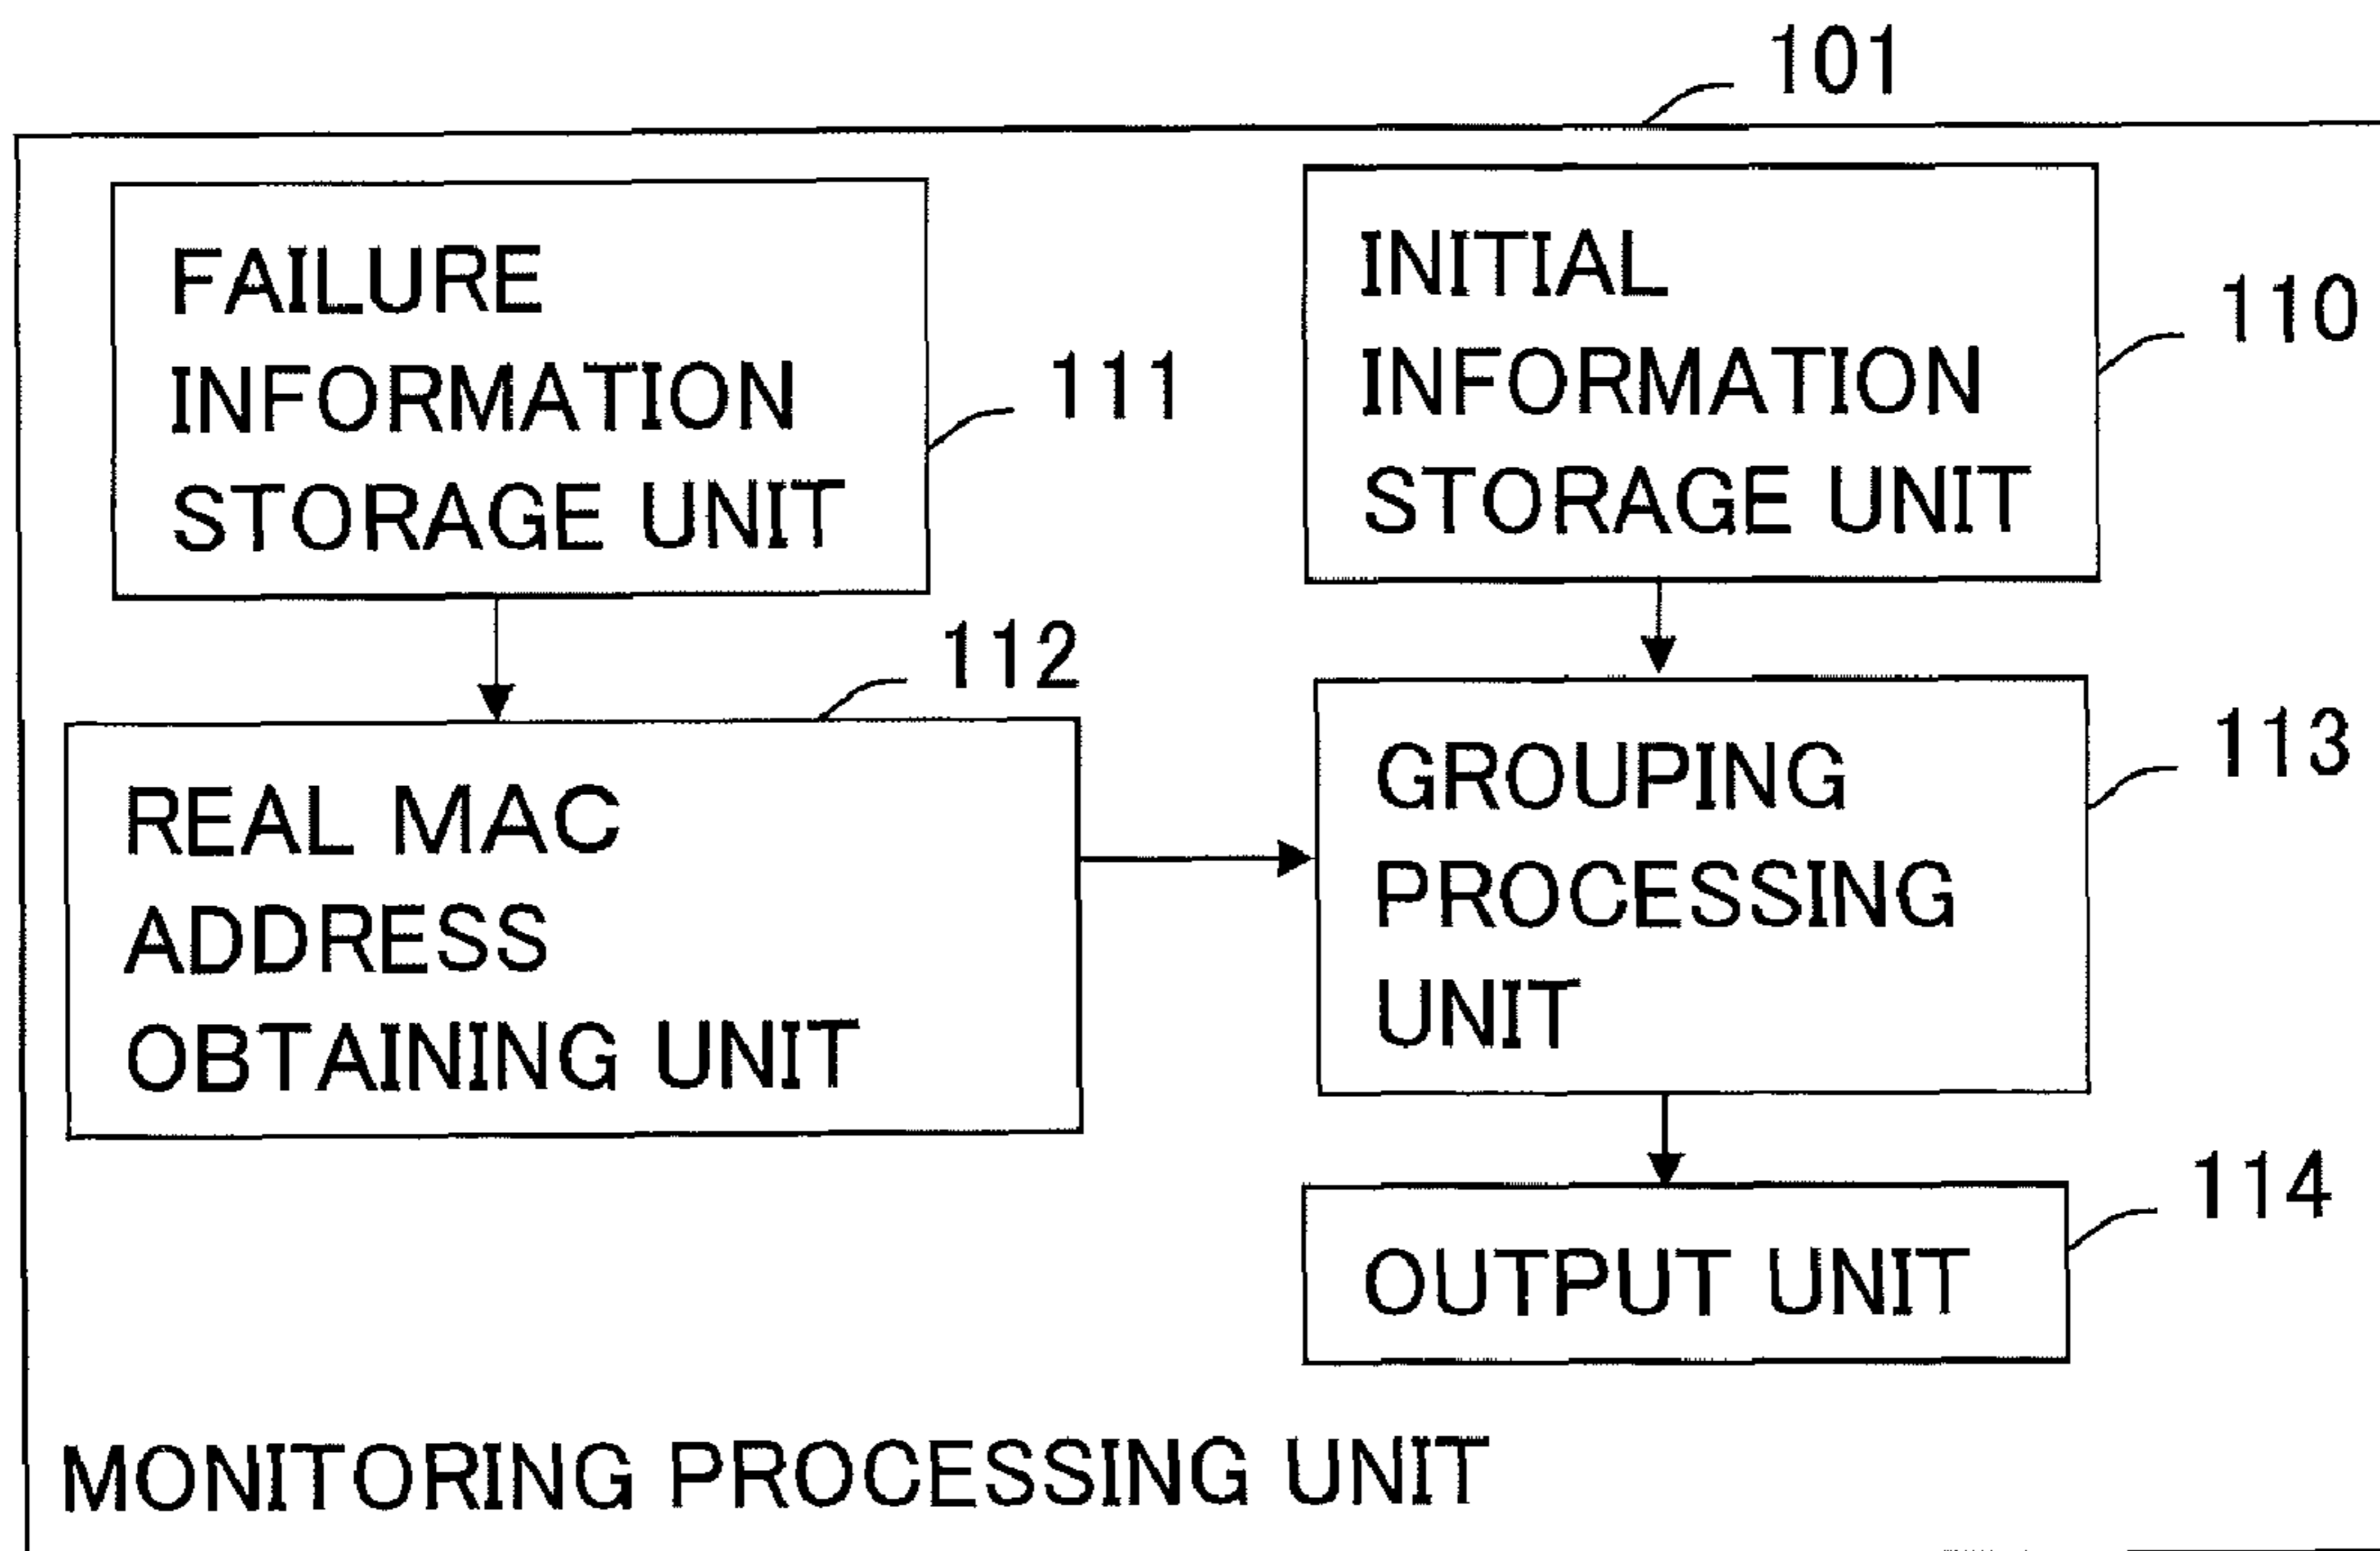 101
FAILURE
INFORMATION
STORAGE UNIT
111
INITIAL
INFORMATION
STORAGE UNIT
110
112
REAL MAC
ADDRESS
OBTAINING UNIT
GROUPING
PROCESSING
UNIT
113
OUTPUT UNIT
114
MONITORING PROCESSING UNIT